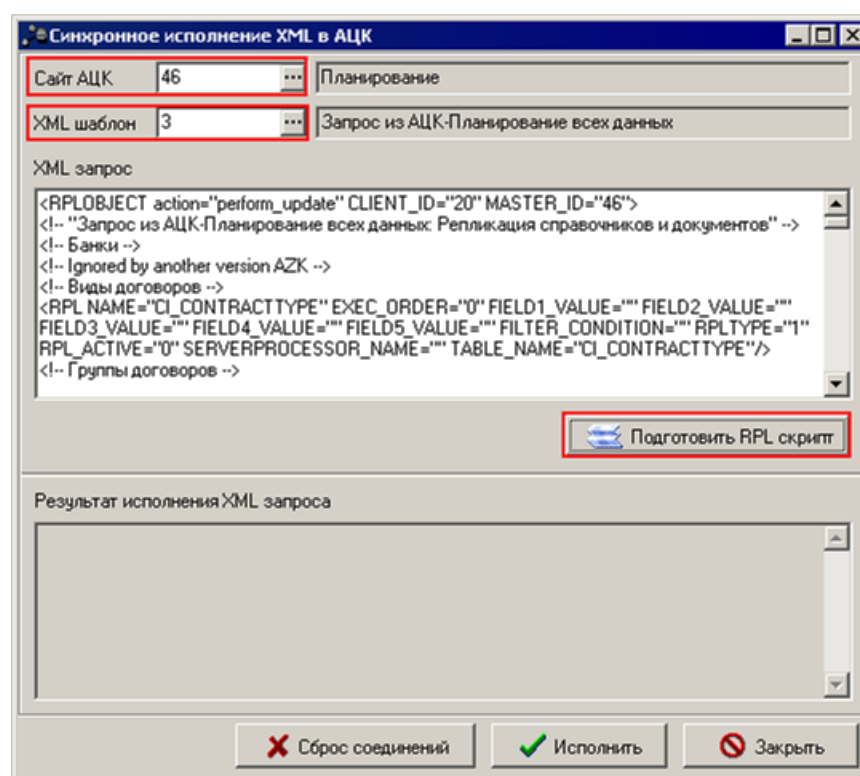 Синхронное исполнение XML в АЦК
Сайт АЦК 46 ... Планирование
XML шаблон 3 ... Запрос из АЦК-Планирование всех данных
XML запрос
<RPLOBJECT action="perform_update" CLIENT_ID="20" MASTER_ID="46">
<!-- "Запрос из АЦК-Планирование всех данных: Репликация справочников и документов" -->
<!-- Банки -->
<!-- Ignored by another version AZK -->
<!-- Виды договоров -->
<RPL NAME="CI_CONTRACTTYPE" EXEC_ORDER="0" FIELD1_VALUE="" FIELD2_VALUE=""
FIELD3_VALUE="" FIELD4_VALUE="" FIELD5_VALUE="" FILTER_CONDITION="" RPLTYPE="1"
RPL_ACTIVE="0" SERVERPROCESSOR_NAME="" TABLE_NAME="CI_CONTRACTTYPE"/>
<!-- Группы договоров -->
Подготовить RPL скрипт
Результат исполнения XML запроса
Сброс соединений Исполнить Закрыть